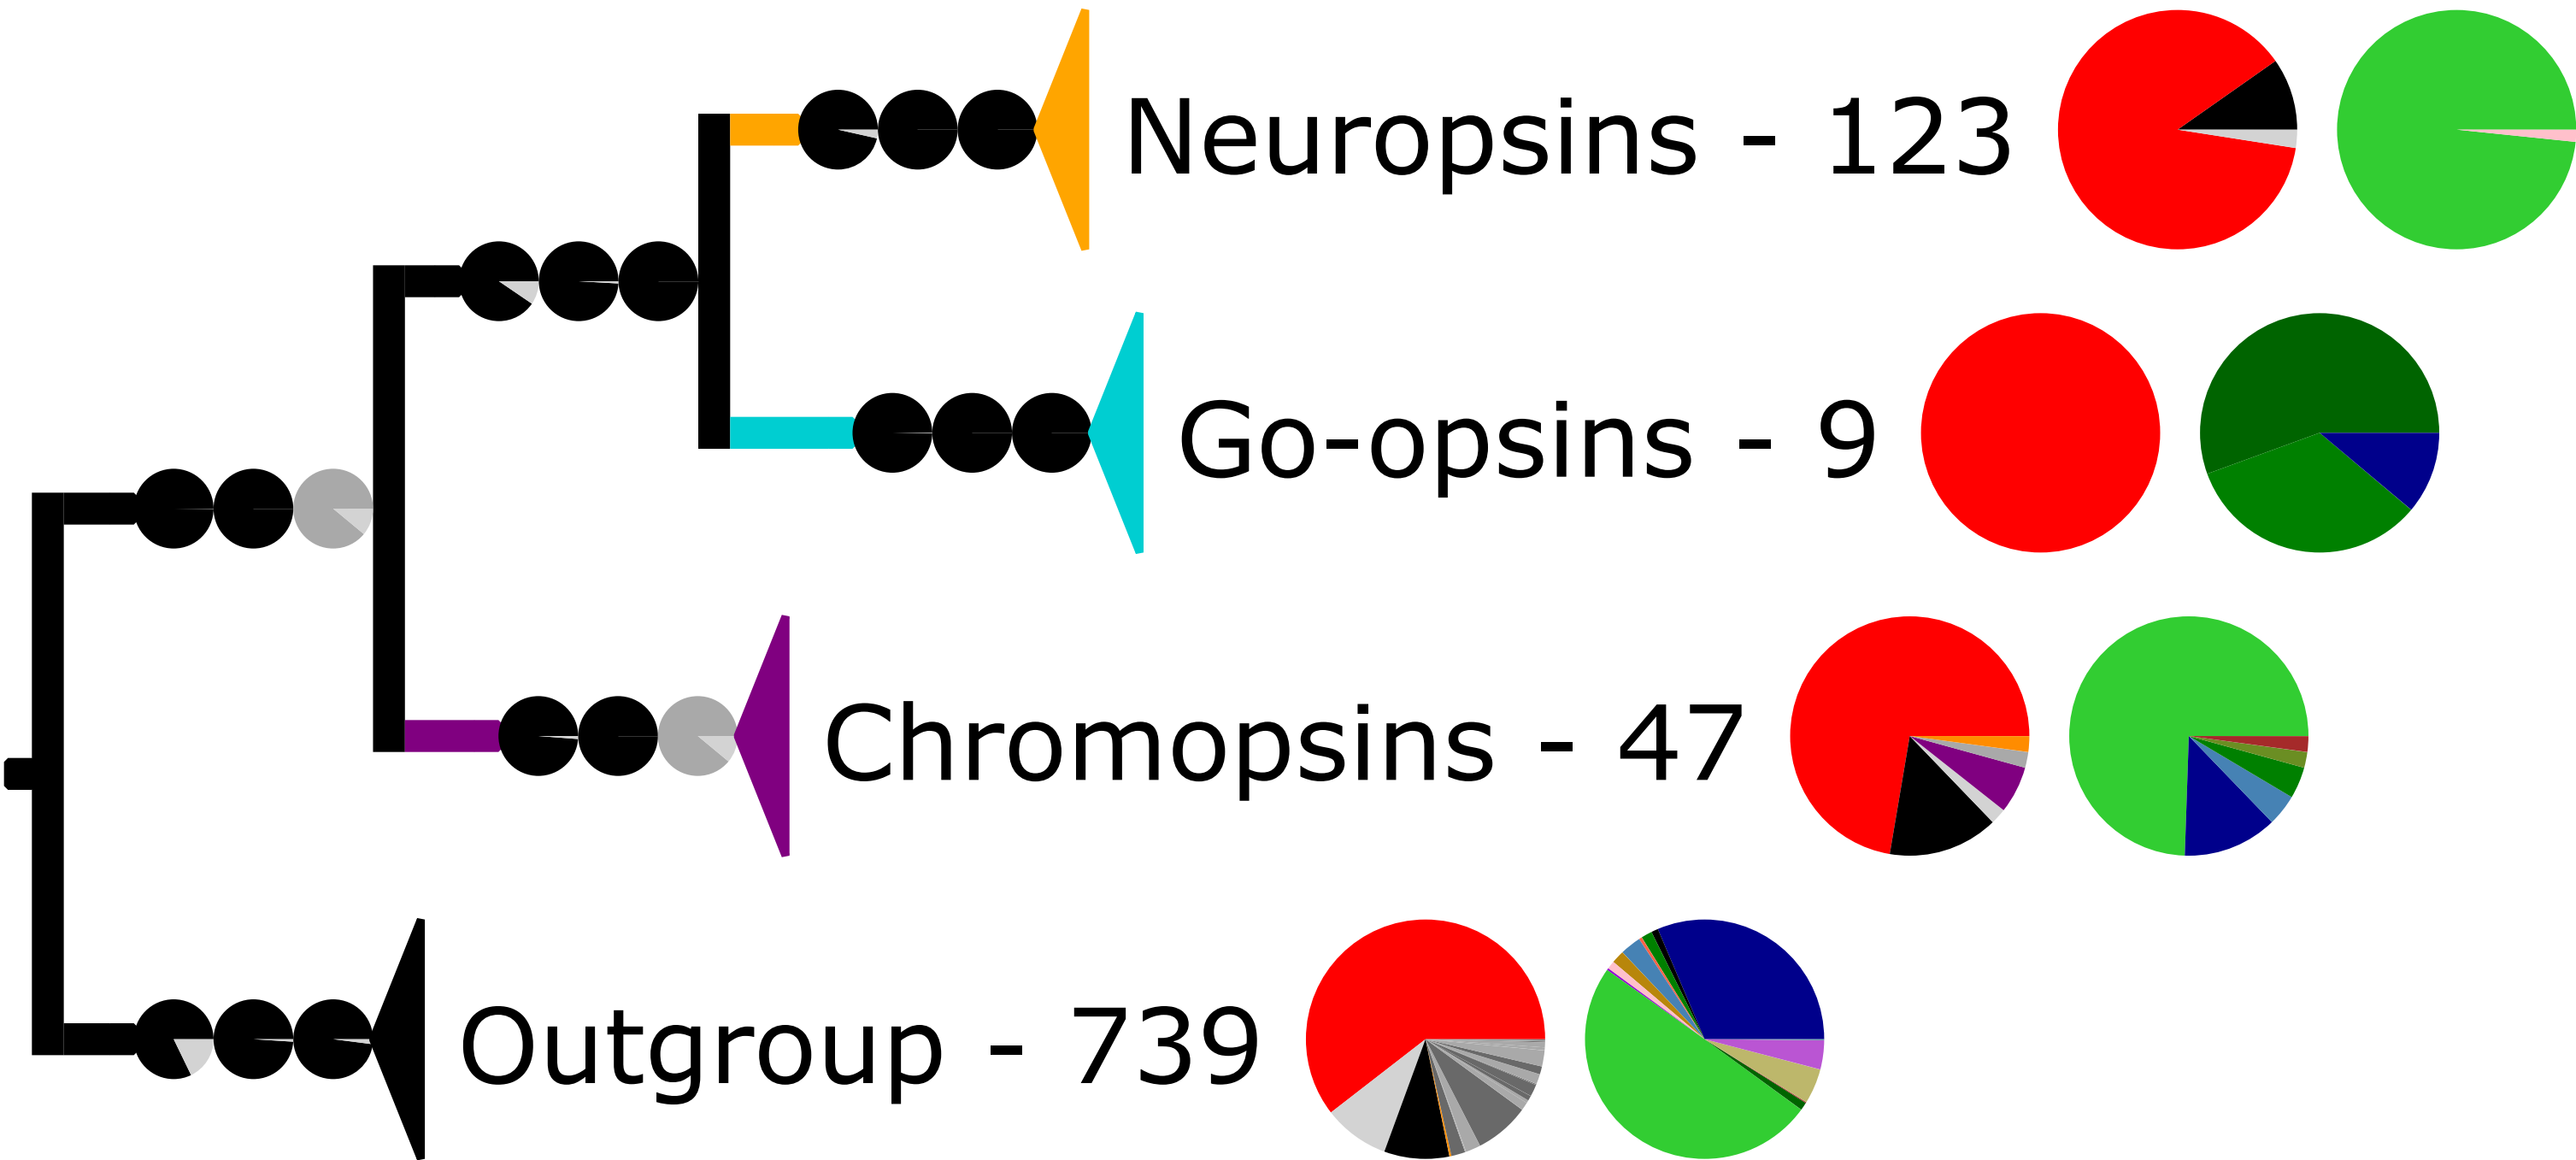 Neuropsins - 123
Go-opsins - 9
Chromopsins - 47
Outgroup - 739